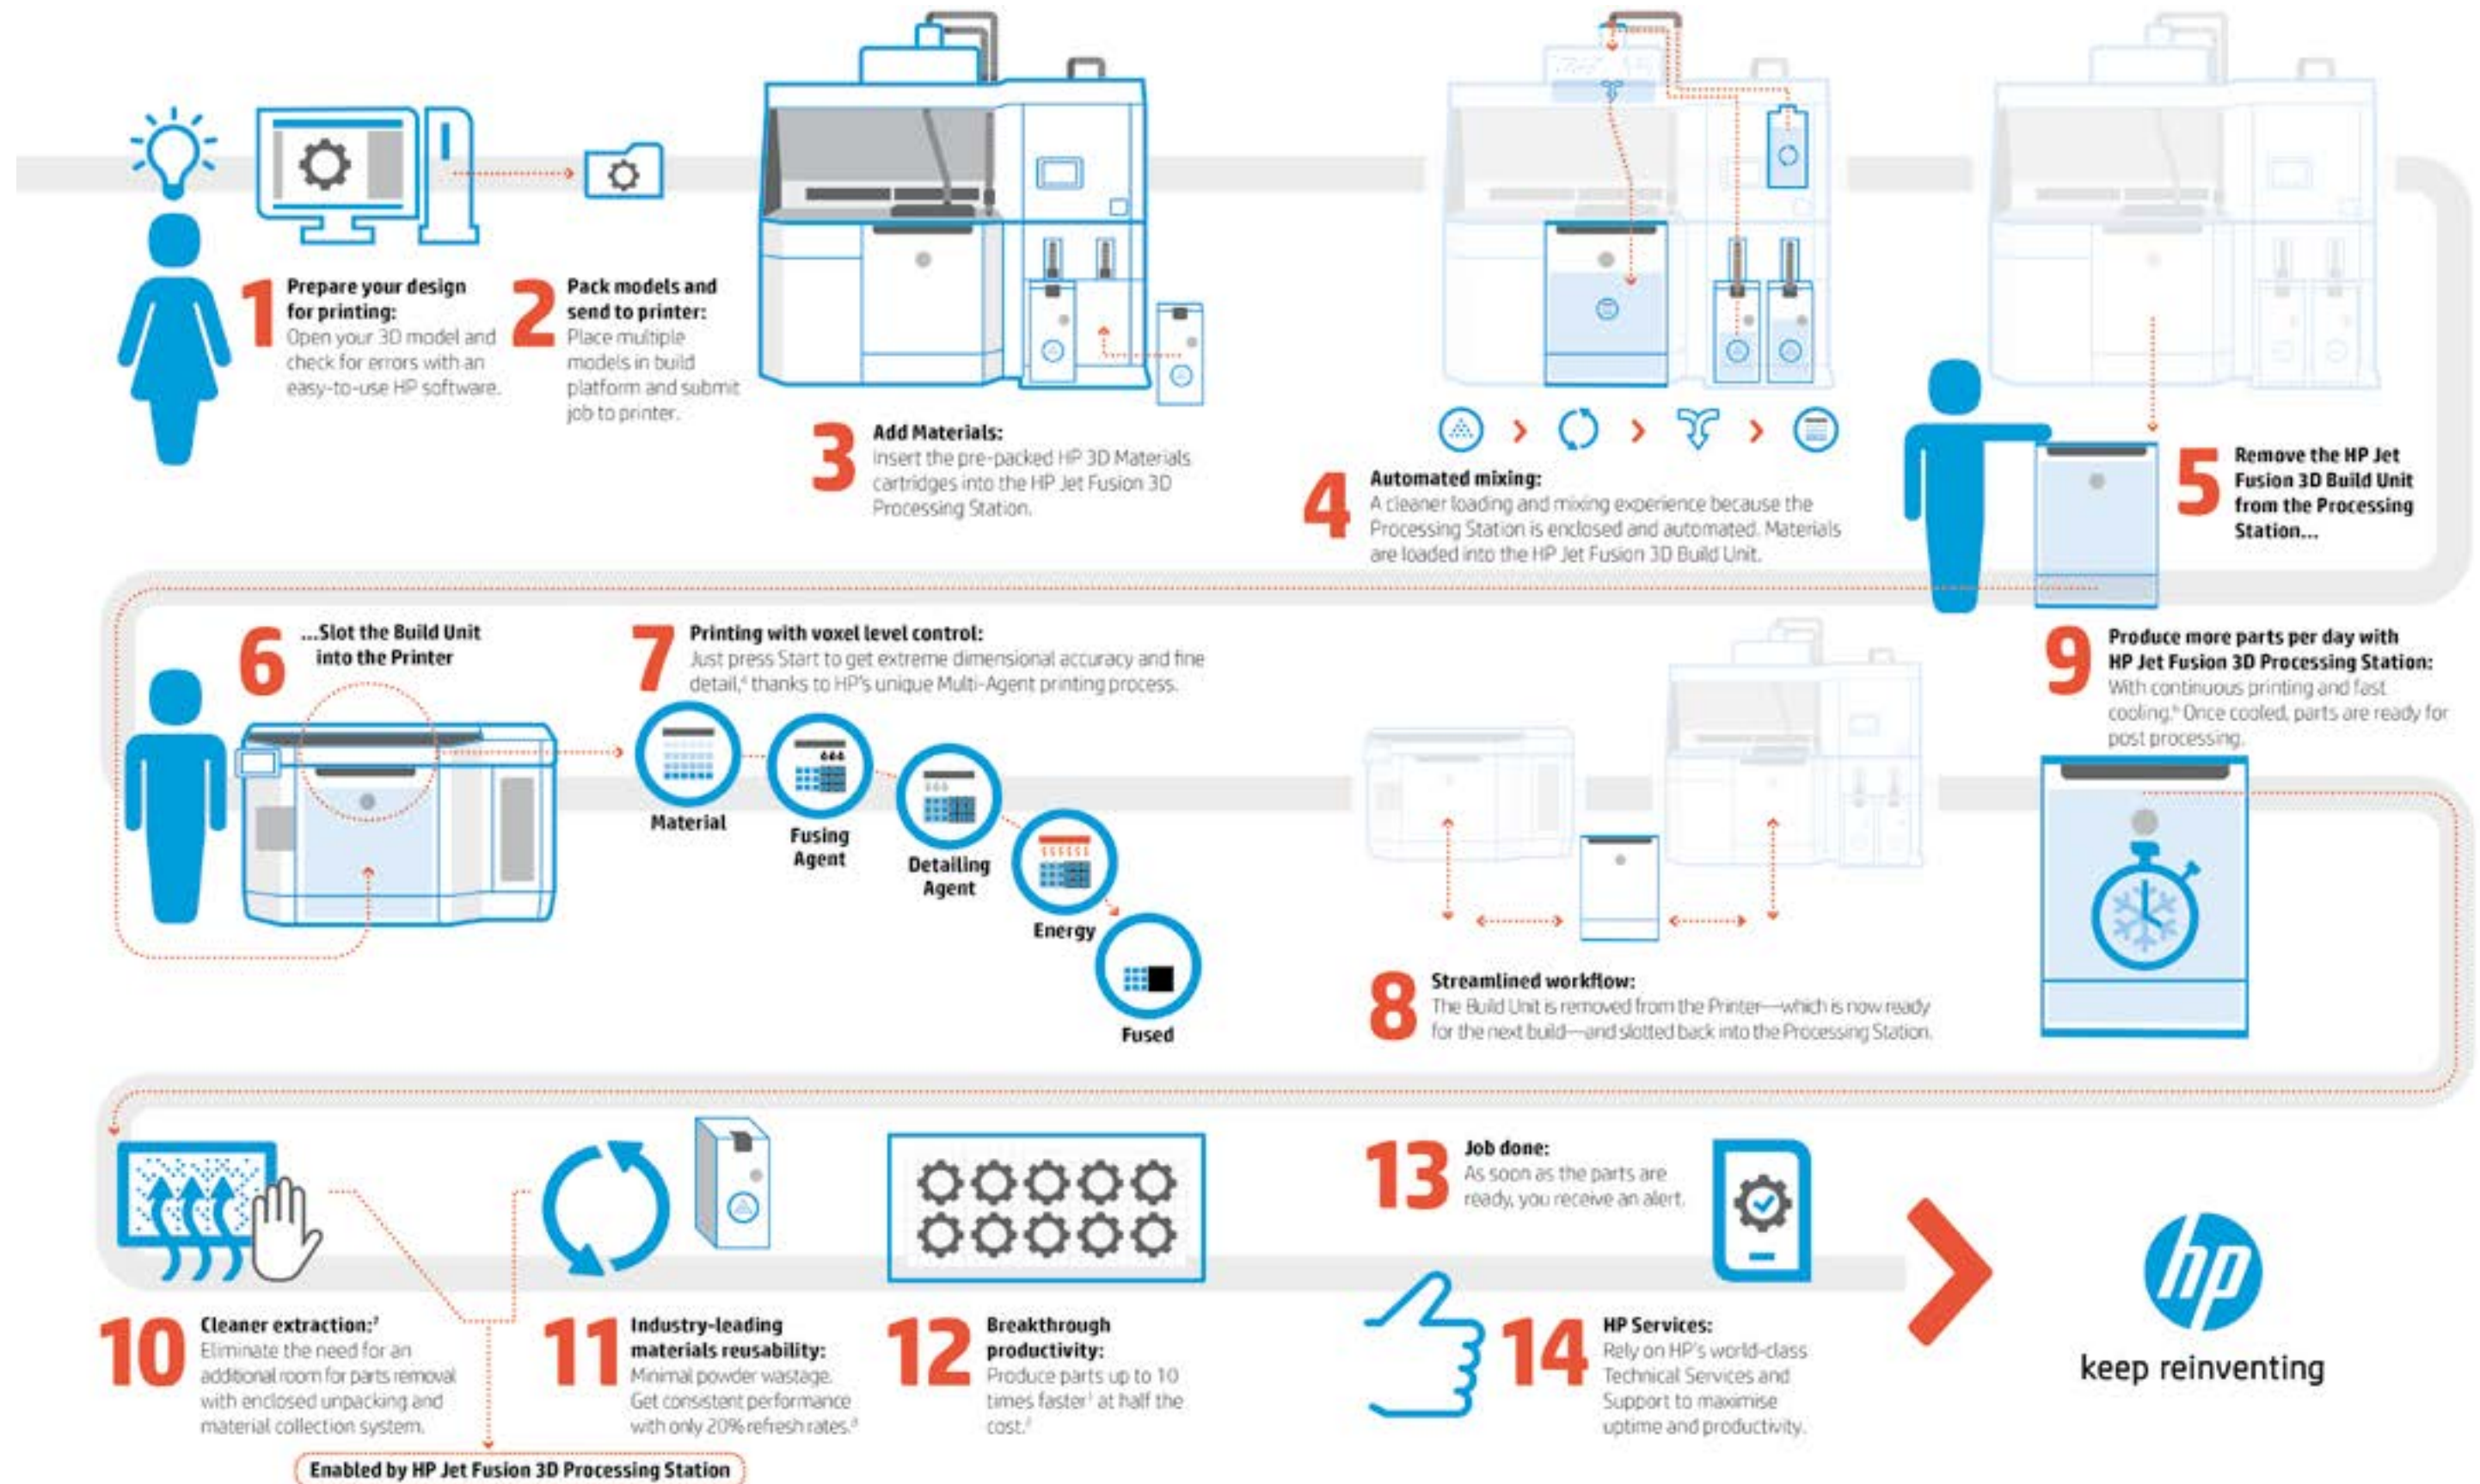 1
Prepare your design
for printing:
Open your 3D model and
check for errors with an
easy-to-use HP software.
2
Pack models and
send to printer:
Place multiple
models in build
platform and submit
job to printer.
3
Add Materials:
Insert the pre-packed HP 3D Materials
cartridges into the HP Jet Fusion 3D
Processing Station.
4
Automated mixing:
A cleaner loading and mixing experience because the
Processing Station is enclosed and automated. Materials
are loaded into the HP Jet Fusion 3D Build Unit.
5
Remove the HP Jet
Fusion 3D Build Unit
from the Processing
Station...
6
...Slot the Build Unit
into the Printer
7
Printing with voxel level control:
Just press Start to get extreme dimensional accuracy and fine
detail,⁴ thanks to HP's unique Multi-Agent printing process.
Material
Fusing
Agent
Detailing
Agent
Energy
Fused
8
Streamlined workflow:
The Build Unit is removed from the Printer—which is now ready
for the next build—and slotted back into the Processing Station.
9
Produce more parts per day with
HP Jet Fusion 3D Processing Station:
With continuous printing and fast
cooling.⁶ Once cooled, parts are ready for
post processing.
10
Cleaner extraction:⁷
Eliminate the need for an
additional room for parts removal
with enclosed unpacking and
material collection system.
11
Industry-leading
materials reusability:
Minimal powder wastage.
Get consistent performance
with only 20% refresh rates.⁸
Enabled by HP Jet Fusion 3D Processing Station
12
Breakthrough
productivity:
Produce parts up to 10
times faster¹ at half the
cost.²
13
Job done:
As soon as the parts are
ready, you receive an alert.
14
HP Services:
Rely on HP's world-class
Technical Services and
Support to maximise
uptime and productivity.
hp
keep reinventing